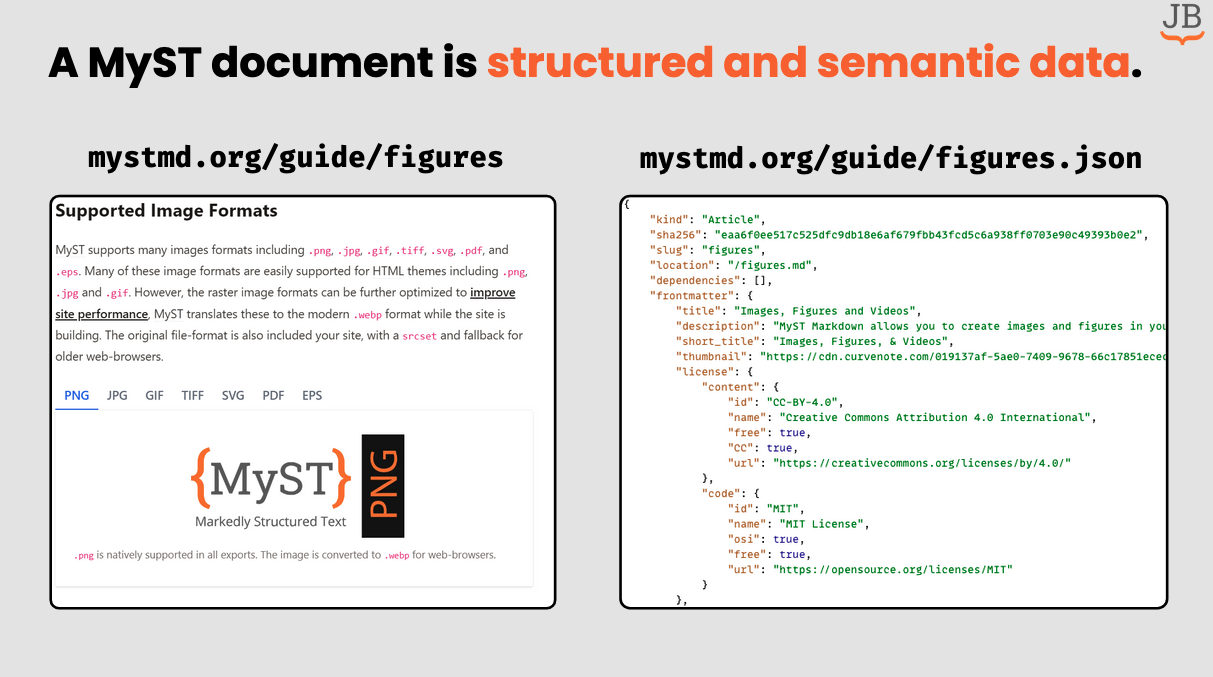 JB
A MyST document is structured and semantic data.
mystmd.org/guide/figures
Supported Image Formats
MyST supports many images formats including .png, .jpg, .gif, .tiff, .svg, .pdf, and
.eps. Many of these image formats are easily supported for HTML themes including .png,
.jpg and .gif. However, the raster image formats can be further optimized to improve
site performance, MyST translates these to the modern .webp format while the site is
building. The original file-format is also included your site, with a srcset and fallback for
older web-browsers.
PNG JPG GIF TIFF SVG PDF EPS
{MyST}
PNG
Markedly Structured Text
.png is natively supported in all exports. The image is converted to .webp for web-browsers.
mystmd.org/guide/figures.json
{
"kind": "Article",
"sha256": "eaa6f0ee517c525dfc9db18e6af679fbb43fcd5c6a938ff0703e90c49393b0e2",
"slug": "figures",
"location": "/figures.md",
"dependencies": [],
"frontmatter": {
"title": "Images, Figures and Videos",
"description": "MyST Markdown allows you to create images and figures in you
"short_title": "Images, Figures, & Videos",
"thumbnail": "https://cdn.curvenote.com/019137af-5ae0-7409-9678-66c17851ecec
"license": {
"content": {
"id": "CC-BY-4.0",
"name": "Creative Commons Attribution 4.0 International",
"free": true,
"CC": true,
"url": "https://creativecommons.org/licenses/by/4.0/"
},
"code": {
"id": "MIT",
"name": "MIT License",
"osi": true,
"free": true,
"url": "https://opensource.org/licenses/MIT"
}
},